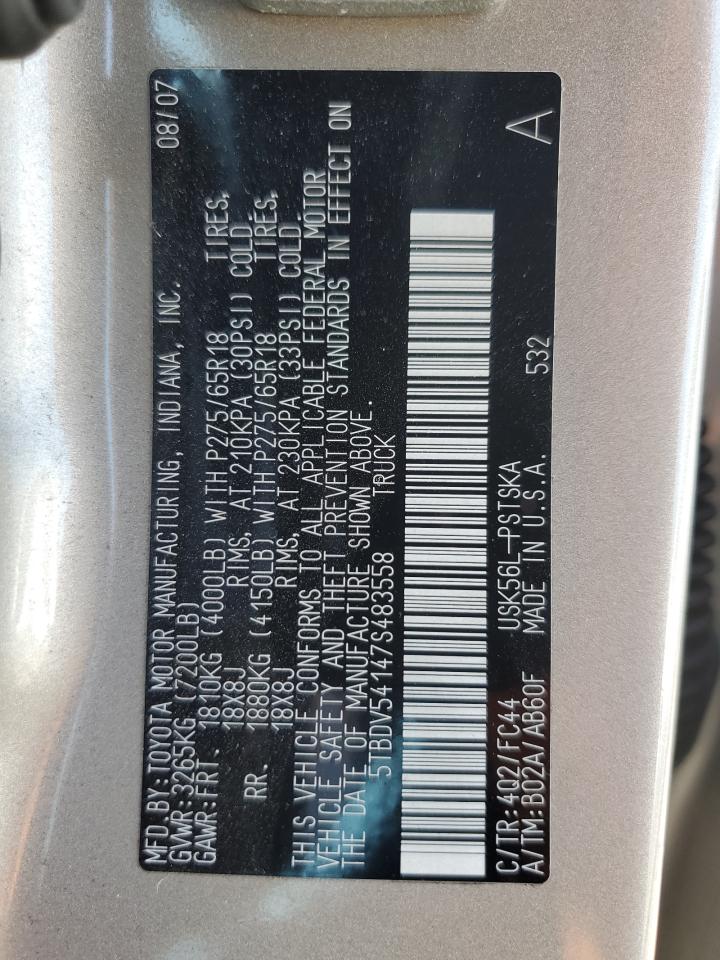 MFD.BY:TOYOTA MOTOR MANUFACTURING, INDIANA, INC. 08/07
GVWR:3265KG(7200LB)
GAWR:FRT. 1810KG (4000LB) WITH P275/65R18 TIRES,
18X8J RIMS, AT 210KPA (30PSI) COLD.
RR. 1880KG (4150LB) WITH P275/65R18 TIRES,
18X8J RIMS, AT 230KPA (33PSI) COLD.
THIS VEHICLE CONFORMS TO ALL APPLICABLE FEDERAL MOTOR
VEHICLE SAFETY AND THEFT PREVENTION STANDARDS IN EFFECT ON
THE DATE OF MANUFACTURE SHOWN ABOVE.
5TBDV54147S483558 TRUCK
C/TR:4Q2/FC44 USK56L-PSTSKA
A/TM:B02A/AB60F MADE IN U.S.A. 532 A